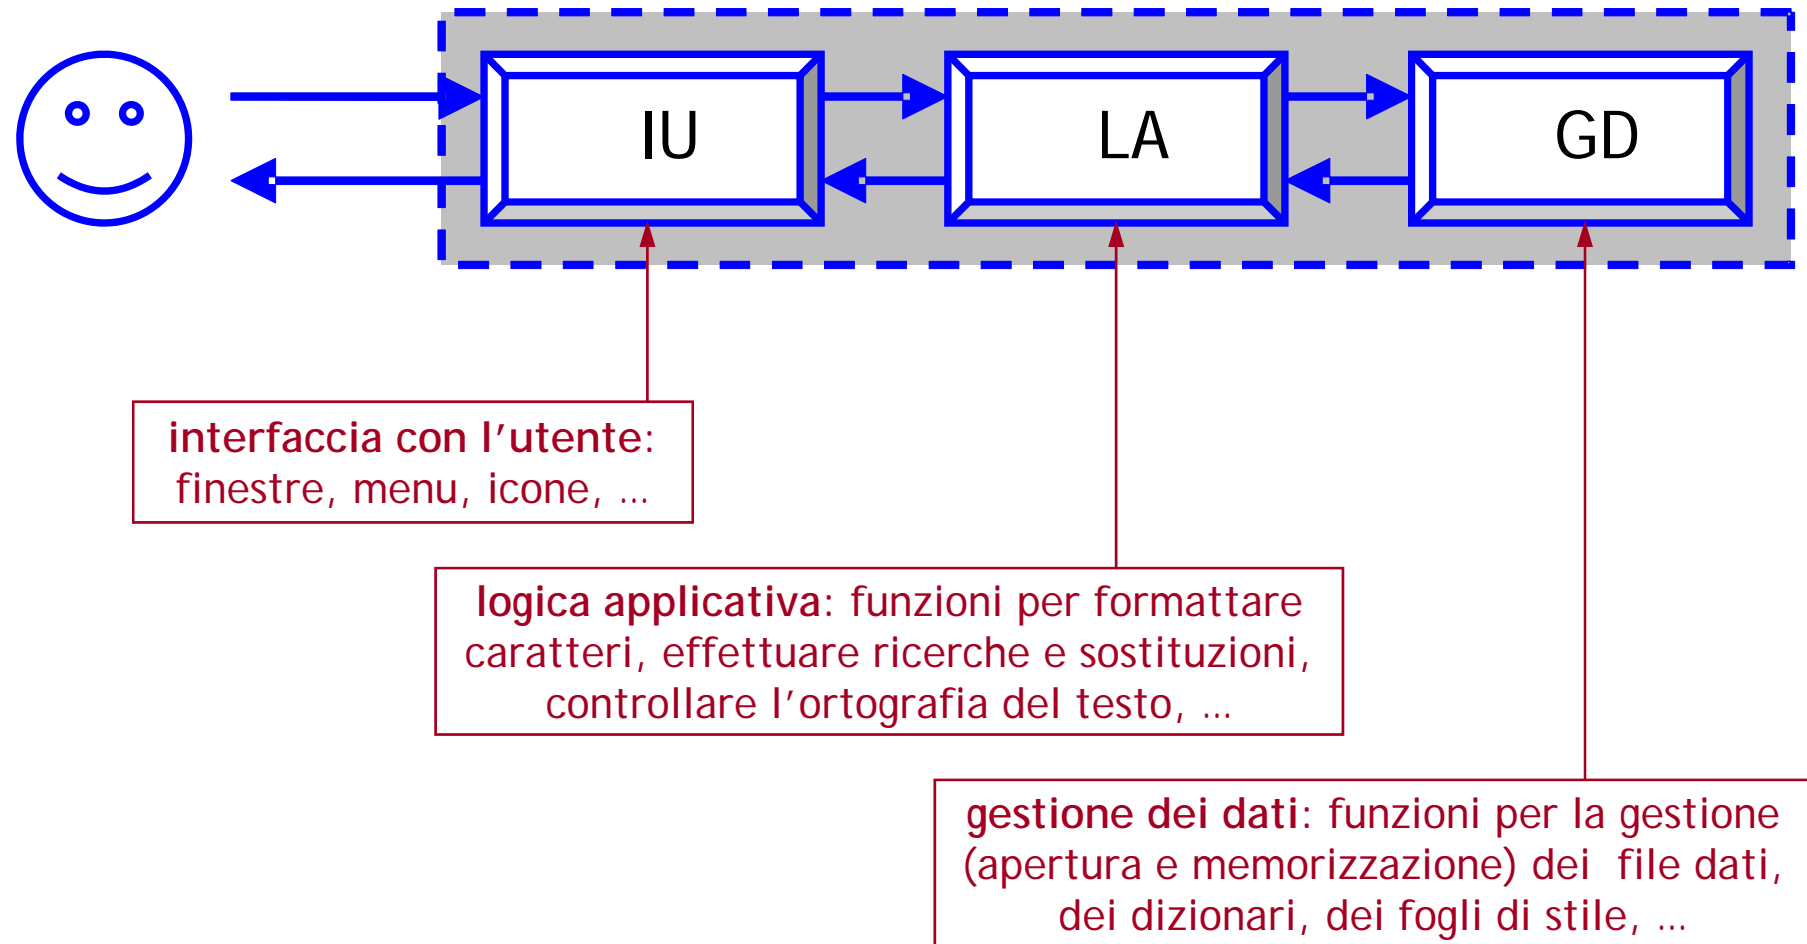 IU
LA
GD
interfaccia con l’utente:
finestre, menu, icone, ...
logica applicativa: funzioni per formattare
caratteri, effettuare ricerche e sostituzioni,
controllare l’ortografia del testo, ...
gestione dei dati: funzioni per la gestione
(apertura e memorizzazione) dei  file dati,
dei dizionari, dei fogli di stile, ...